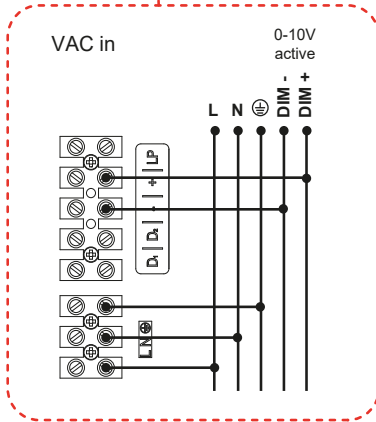 VAC in
0-10V
active
L N DIM - DIM +
D₁ | D₂ | - | + | LP
L N